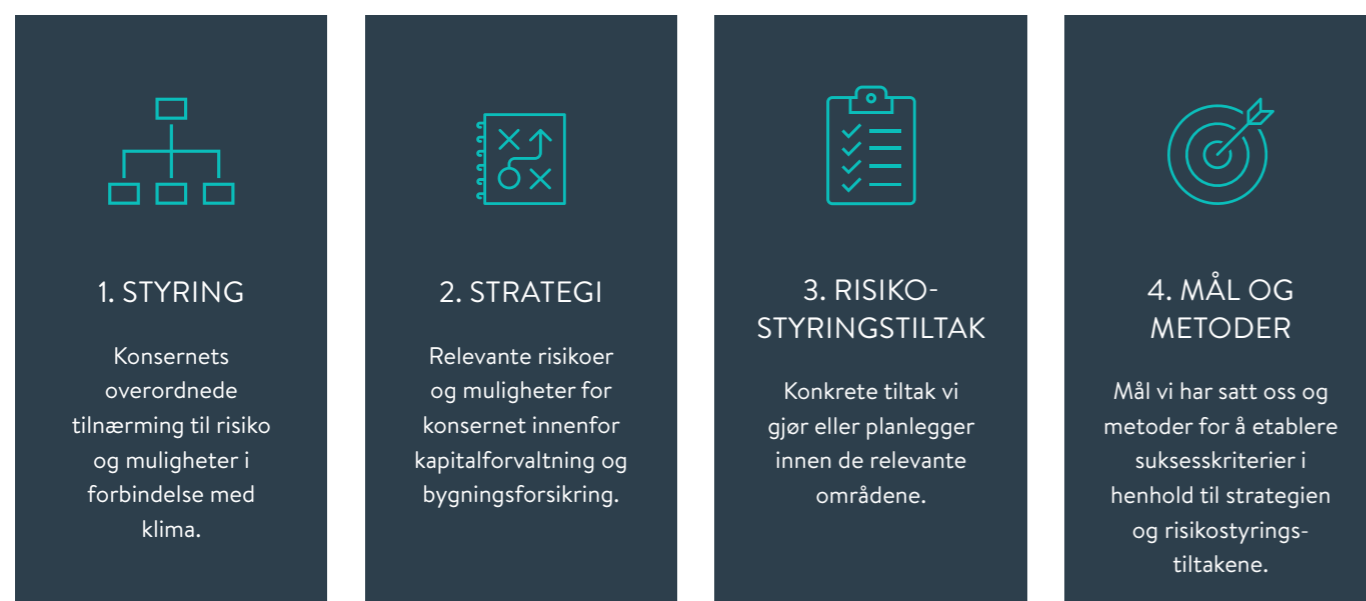 1. STYRING
Konsernets
overordnede
tilnærming til risiko
og muligheter i
forbindelse med
klima.
2. STRATEGI
Relevante risikoer
og muligheter for
konsernet innenfor
kapitalforvaltning og
bygningsforsikring.
3. RISIKO-
STYRINGSTILTAK
Konkrete tiltak vi
gjør eller planlegger
innen de relevante
områdene.
4. MÅL OG
METODER
Mål vi har satt oss og
metoder for å etablere
suksesskriterier i
henhold til strategien
og risikostyrings-
tiltakene.